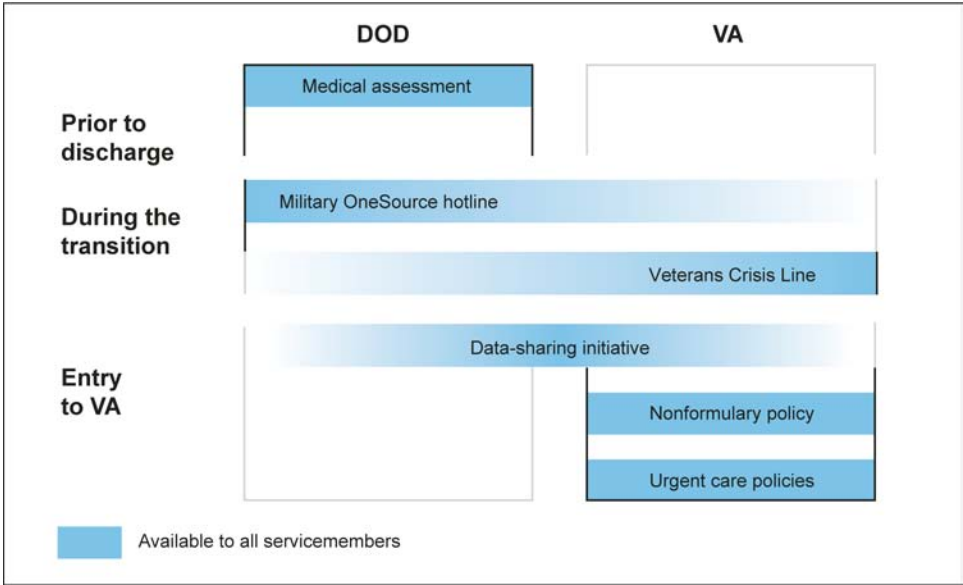 DOD
VA
Prior to
discharge
Medical assessment
During the
transition
Military OneSource hotline
Veterans Crisis Line
Entry
to VA
Data-sharing initiative
Nonformulary policy
Urgent care policies
Available to all servicemembers